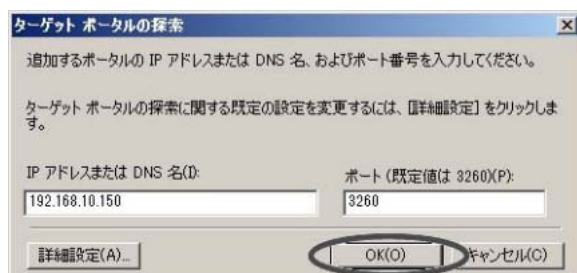 ターゲット ポータルの探索
追加するポータルの IP アドレスまたは DNS 名、およびポート番号を入力してください。
ターゲット ポータルの探索に関する既定の設定を変更するには、[詳細設定] をクリックしま
す。
IP アドレスまたは DNS 名(I):
ポート (既定値は 3260)(P):
192.168.10.150
3260
詳細設定(A)...
OK(O)
キャンセル(C)